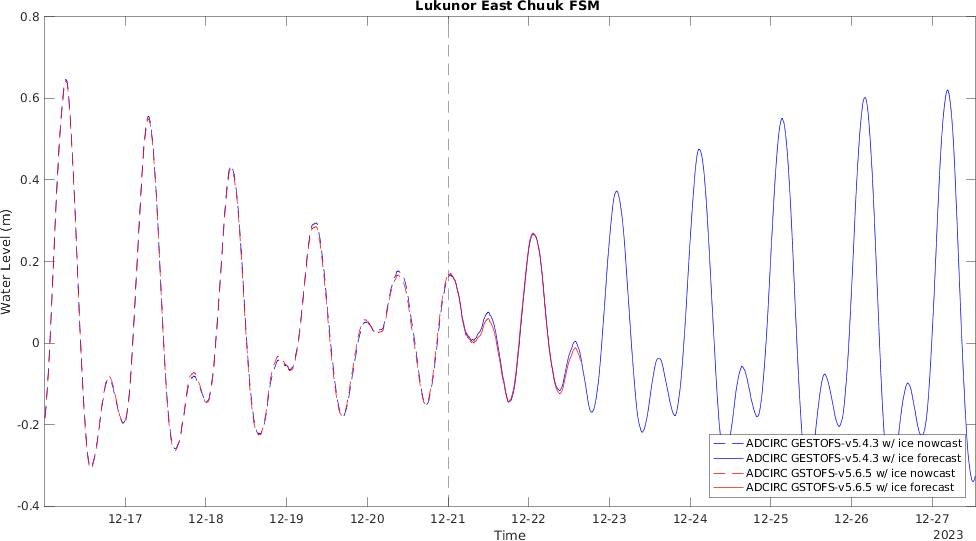 Lukunor East Chuuk FSM
0.8
0.6
0.4
0.2
0
-0.2
-0.4
Water Level (m)
12-17 12-18 12-19 12-20 12-21 12-22 12-23 12-24 12-25 12-26 12-27
Time
2023
ADCIRC GESTOFS-v5.4.3 w/ ice nowcast
ADCIRC GESTOFS-v5.4.3 w/ ice forecast
ADCIRC GSTOFS-v5.6.5 w/ ice nowcast
ADCIRC GSTOFS-v5.6.5 w/ ice forecast